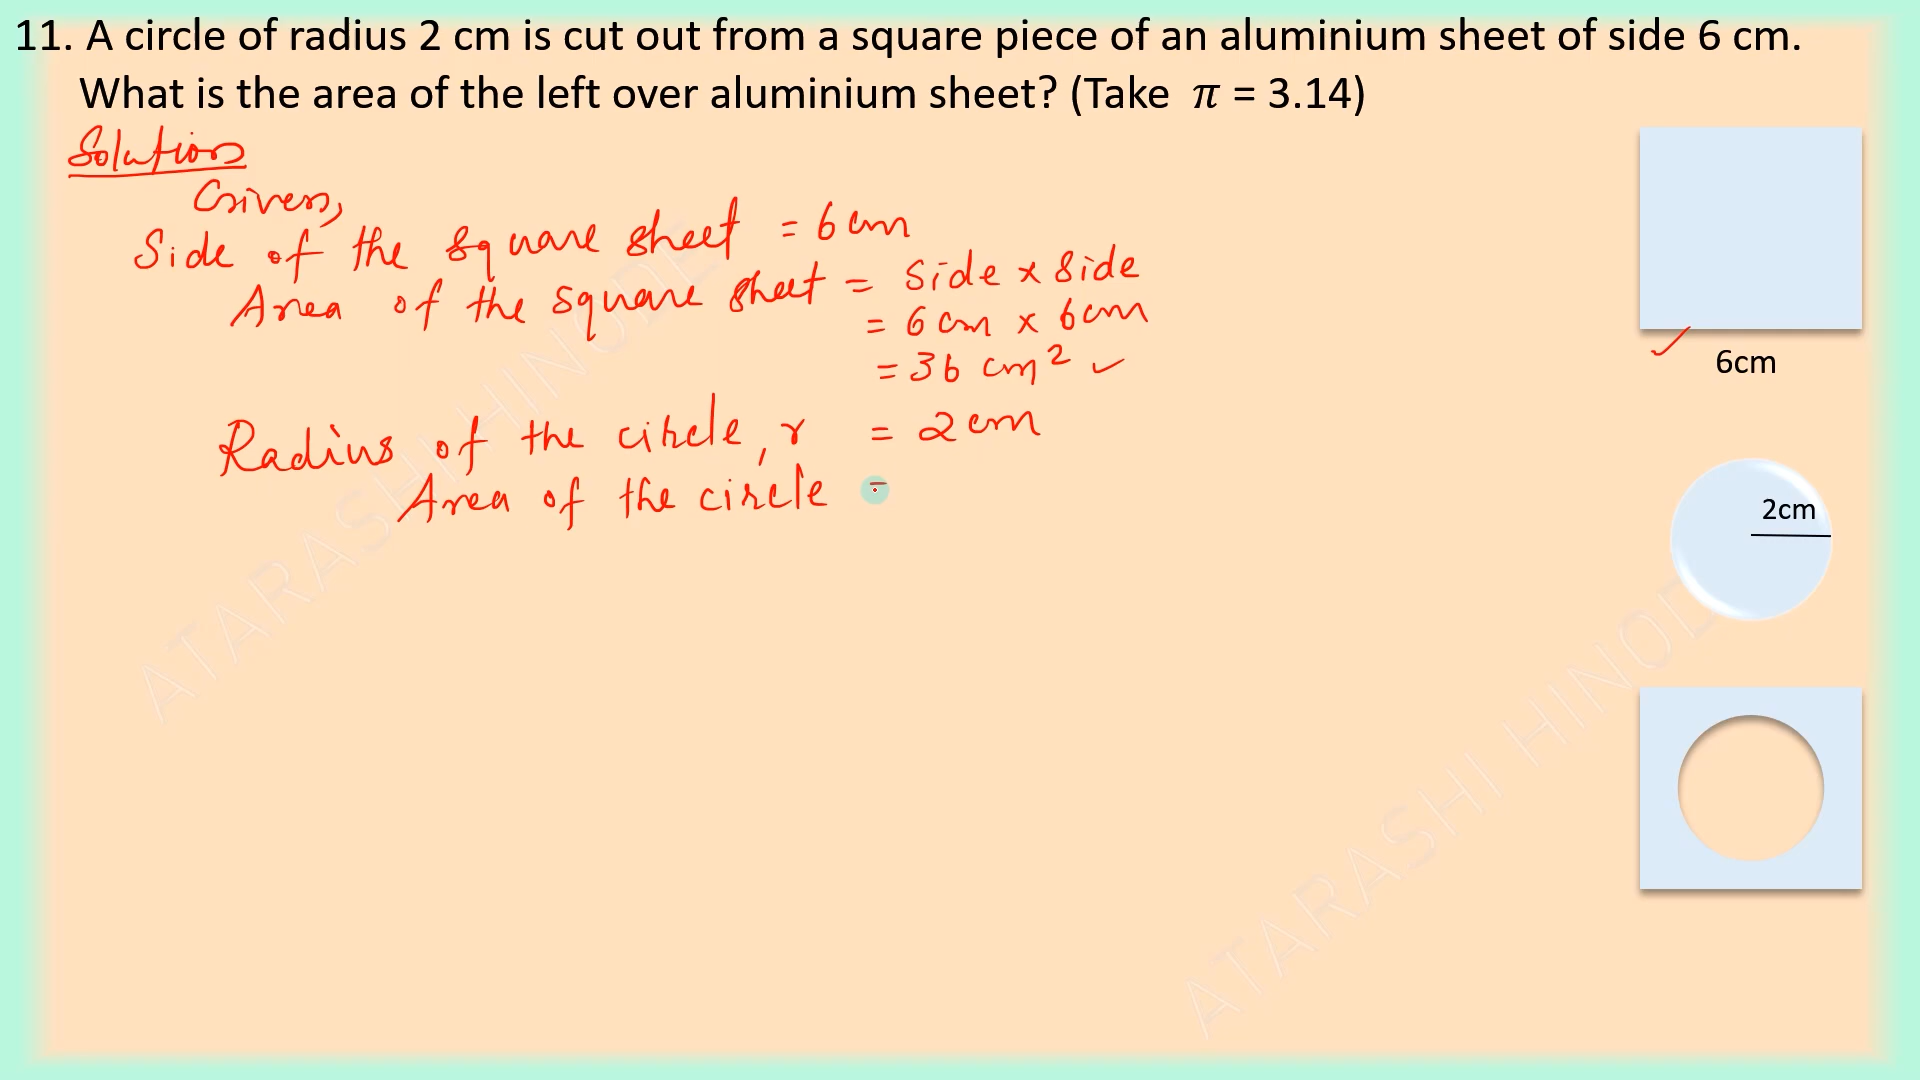 11. A circle of radius 2 cm is cut out from a square piece of an aluminium sheet of side 6 cm.
What is the area of the left over aluminium sheet? (Take π = 3.14)
Solution
Given,
Side of the square sheet = 6 cm
Area of the square sheet = side × side
= 6 cm × 6 cm
= 36 cm² ✓
6cm
Radius of the circle, r = 2 cm
Area of the circle =
2cm
ATARASHI HINODE
ATARASHI HINODE